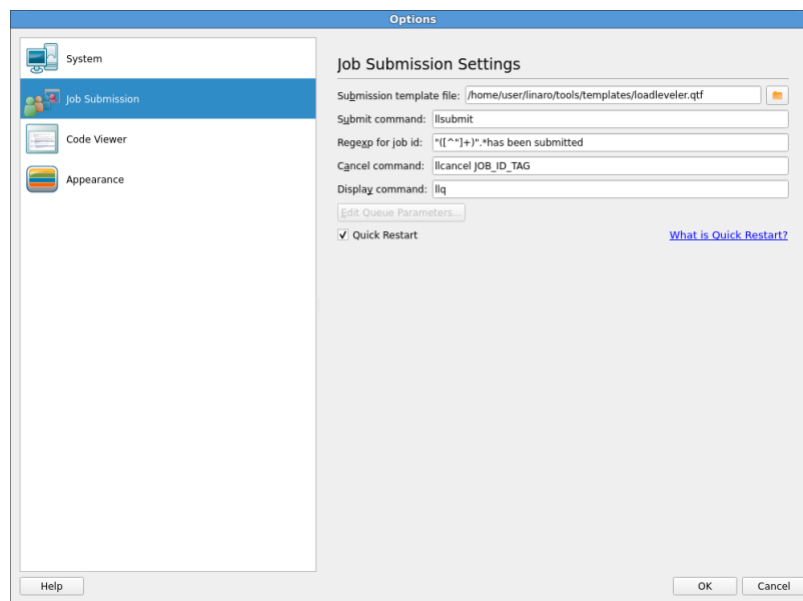 Options
System
Job Submission
Code Viewer
Appearance
Job Submission Settings
Submission template file: /home/user/linaro/tools/templates/loadleveler.qtf
Submit command: llsubmit
Regexp for job id: "([^"]+)".*has been submitted
Cancel command: llcancel JOB_ID_TAG
Display command: llq
Edit Queue Parameters...
Quick Restart What is Quick Restart?
Help OK Cancel